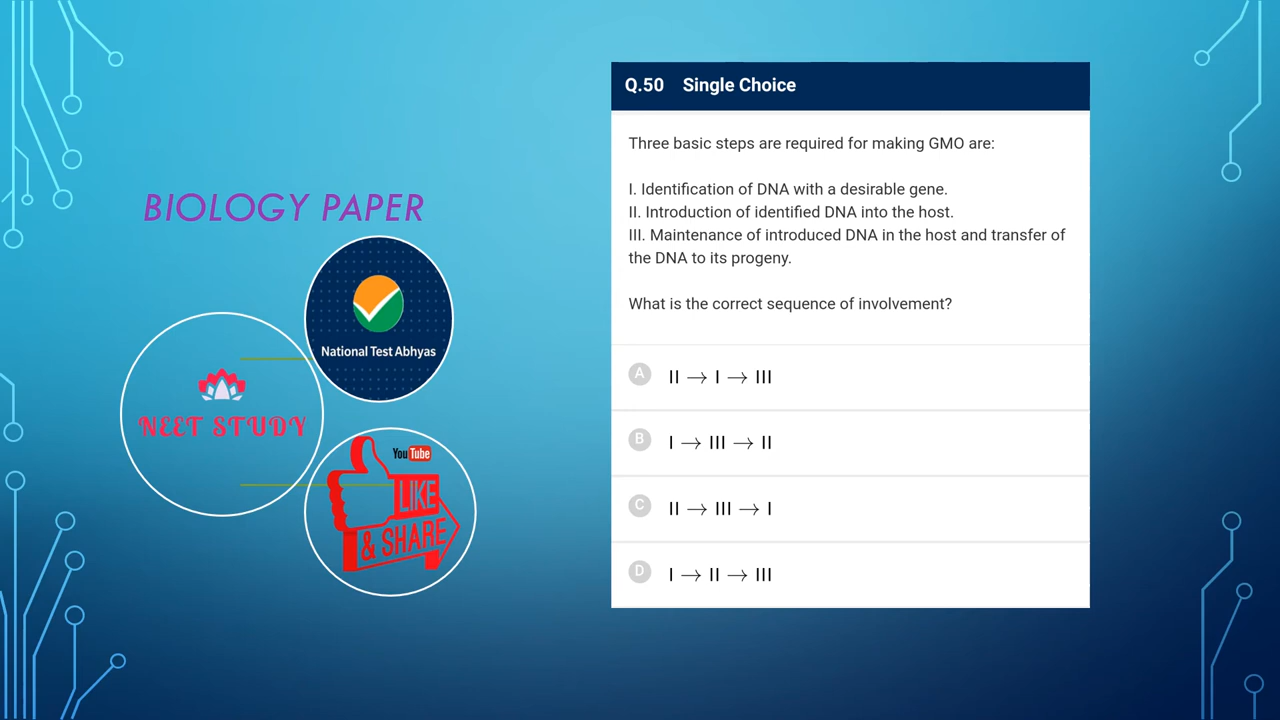 BIOLOGY PAPER
National Test Abhyas
NEET STUDY
YouTube
LIKE
& SHARE
Q.50 Single Choice
Three basic steps are required for making GMO are:
I. Identification of DNA with a desirable gene.
II. Introduction of identified DNA into the host.
III. Maintenance of introduced DNA in the host and transfer of
the DNA to its progeny.
What is the correct sequence of involvement?
A II → I → III
B I → III → II
C II → III → I
D I → II → III